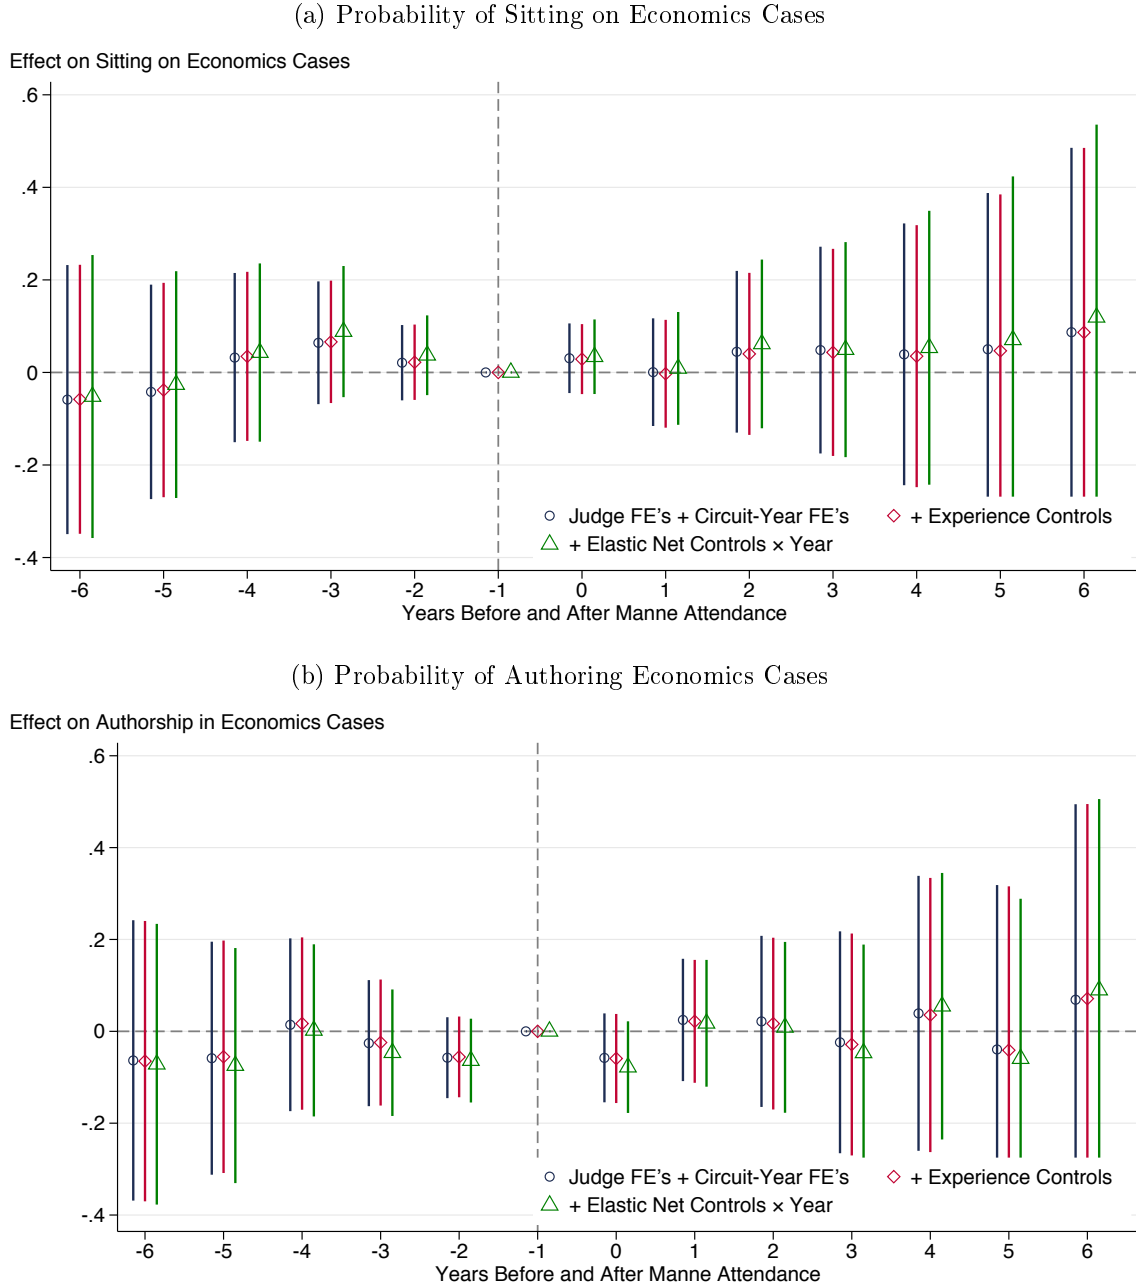 (a) Probability of Sitting on Economics Cases
Effect on Sitting on Economics Cases
.6
.4
.2
0
-.2
-.4
Judge FE's + Circuit-Year FE's
+ Experience Controls
+ Elastic Net Controls × Year
-6 -5 -4 -3 -2 -1 0 1 2 3 4 5 6
Years Before and After Manne Attendance
(b) Probability of Authoring Economics Cases
Effect on Authorship in Economics Cases
.6
.4
.2
0
-.2
-.4
Judge FE's + Circuit-Year FE's
+ Experience Controls
+ Elastic Net Controls × Year
-6 -5 -4 -3 -2 -1 0 1 2 3 4 5 6
Years Before and After Manne Attendance